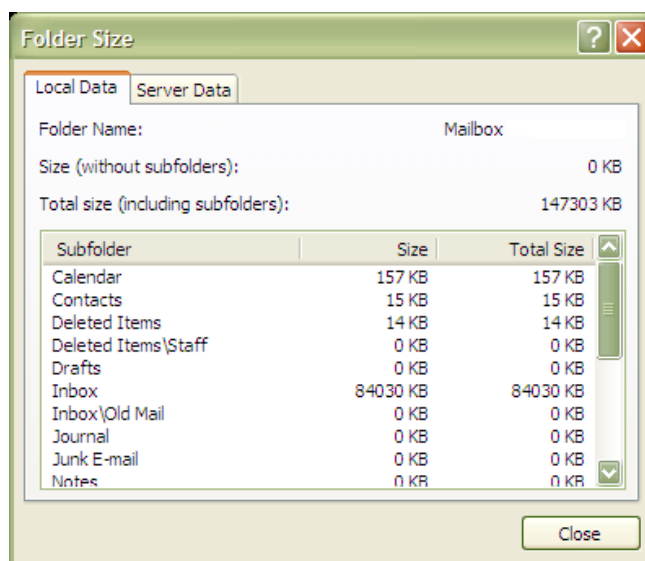 Folder Size
Local Data Server Data
Folder Name: Mailbox
Size (without subfolders): 0 KB
Total size (including subfolders): 147303 KB
Subfolder Size Total Size
Calendar 157 KB 157 KB
Contacts 15 KB 15 KB
Deleted Items 14 KB 14 KB
Deleted Items\Staff 0 KB 0 KB
Drafts 0 KB 0 KB
Inbox 84030 KB 84030 KB
Inbox\Old Mail 0 KB 0 KB
Journal 0 KB 0 KB
Junk E-mail 0 KB 0 KB
Notes 0 KB 0 KB
Close